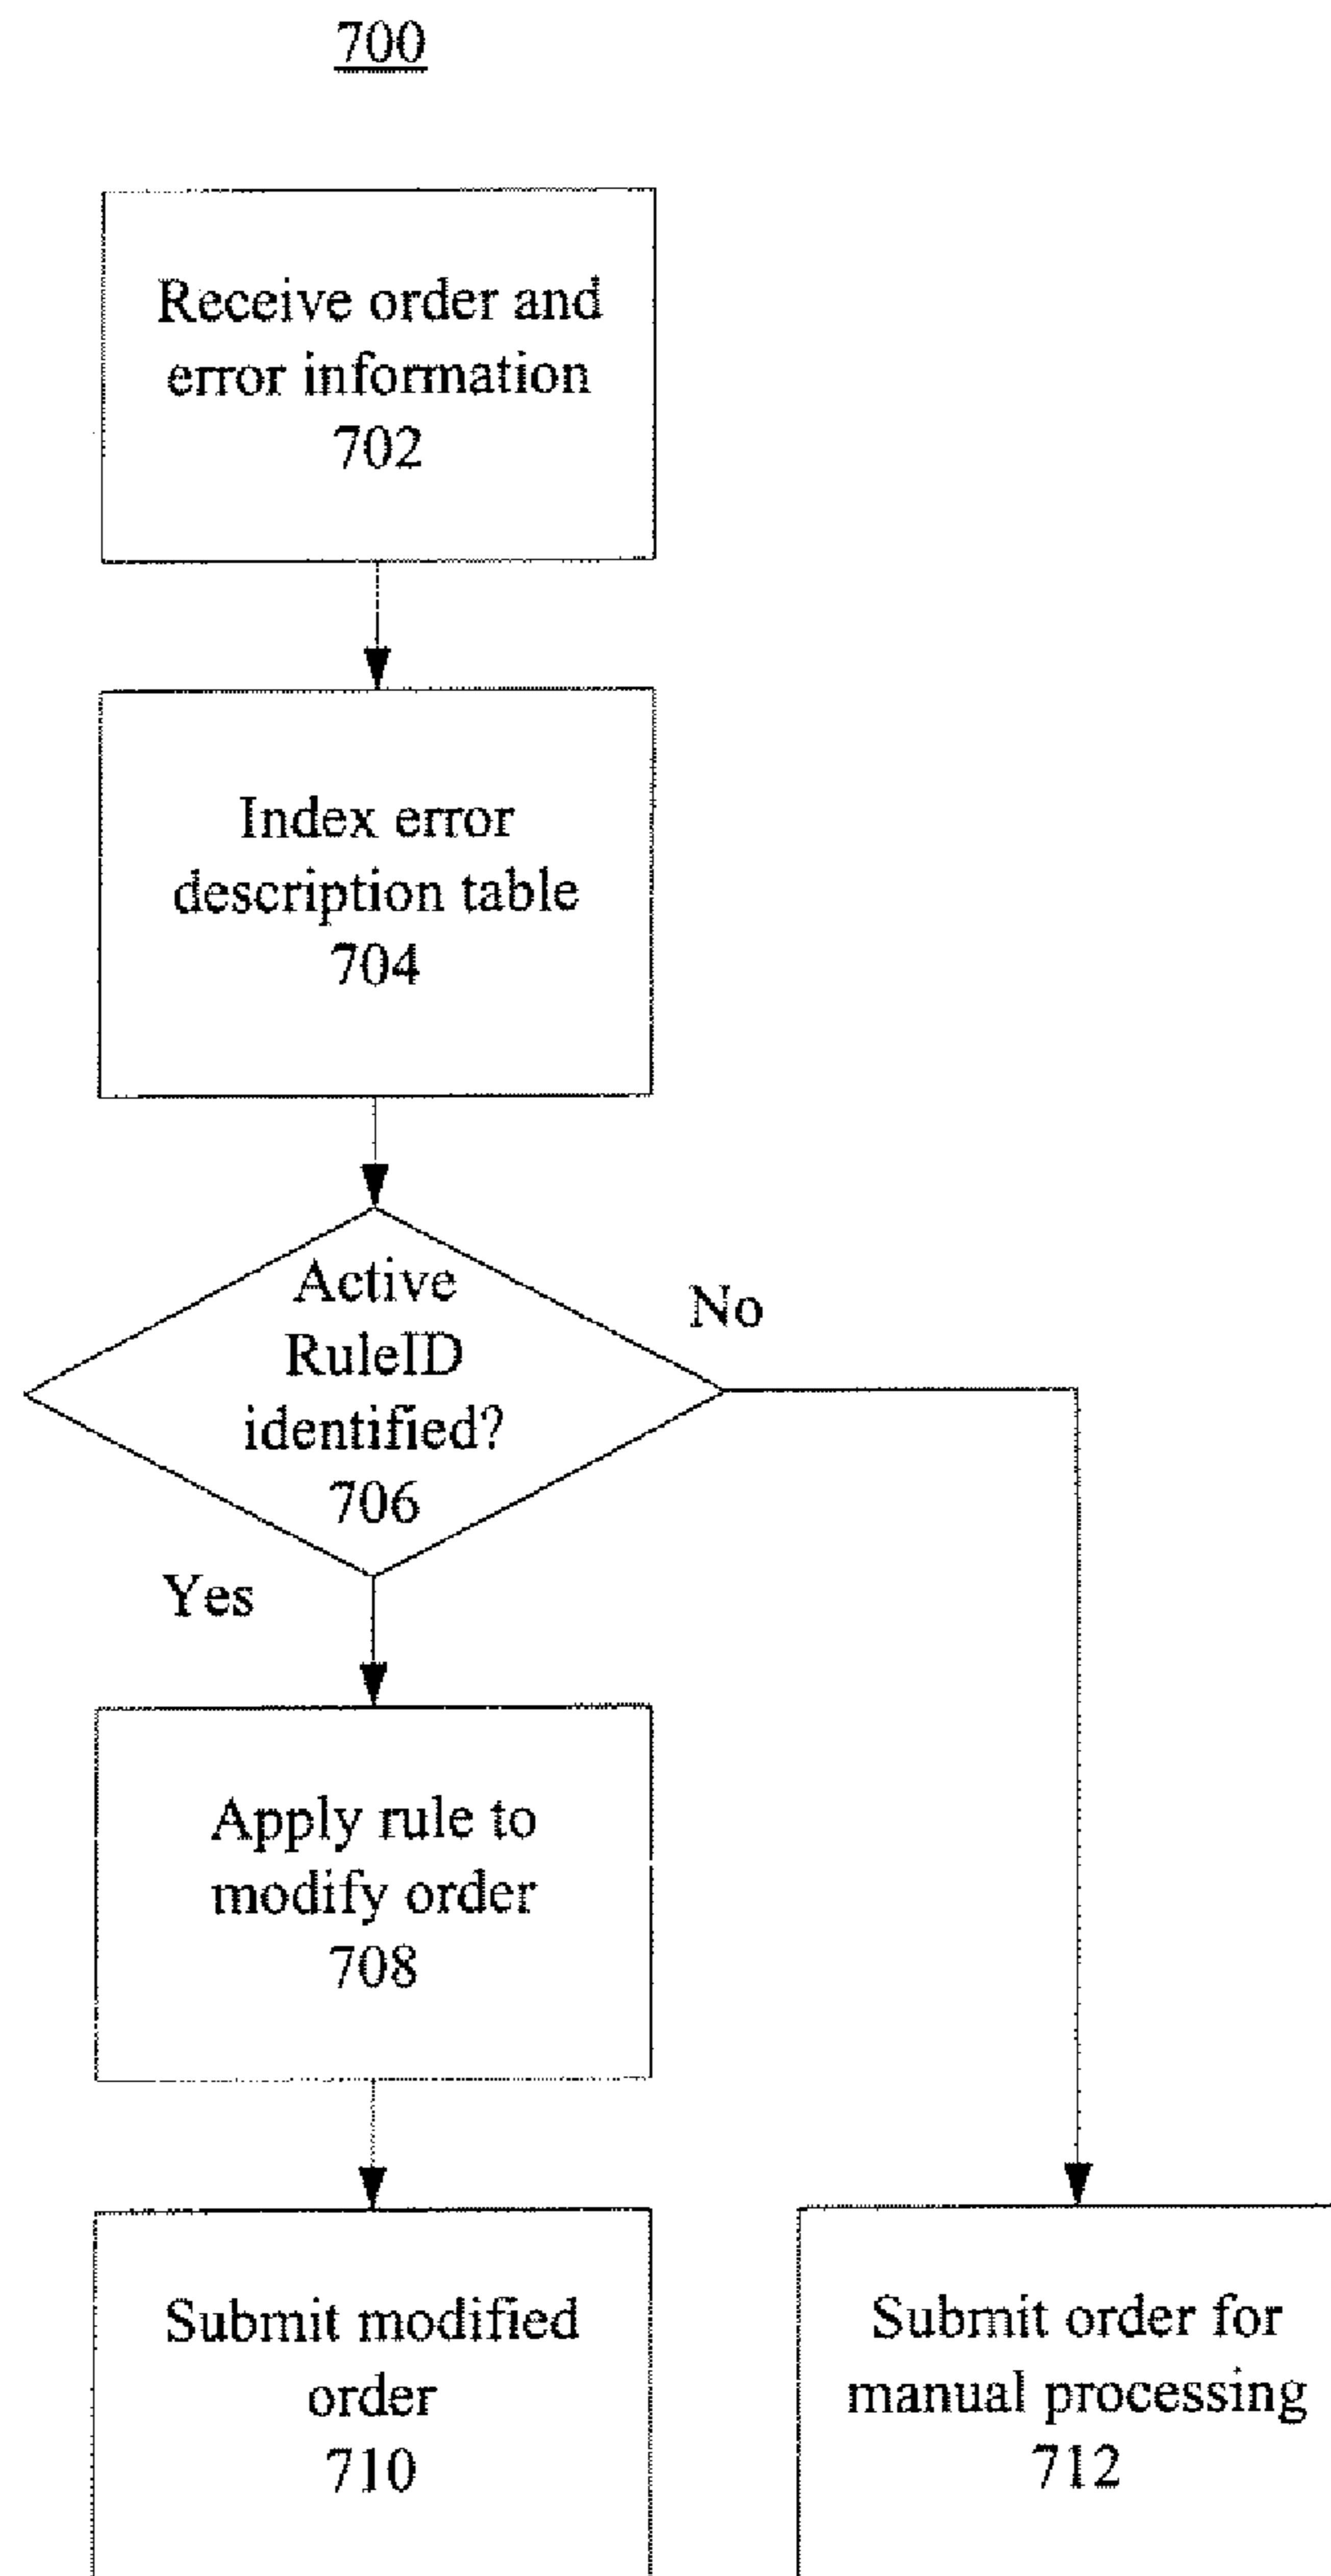 700
Receive order and
error information
702
Index error
description table
704
Active
RuleID
identified?
706
No
Yes
Apply rule to
modify order
708
Submit modified
order
710
Submit order for
manual processing
712